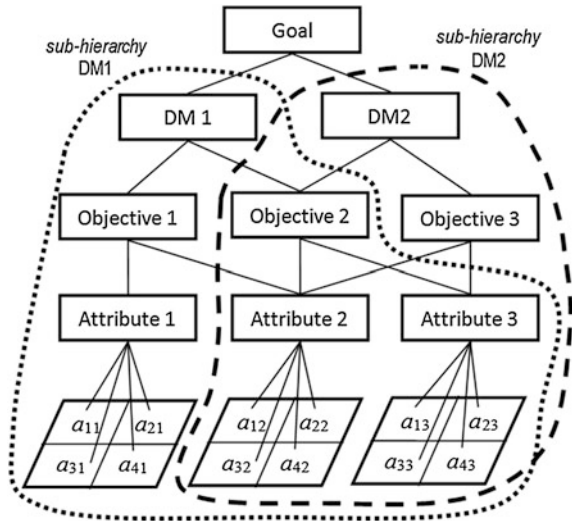 Goal
sub-hierarchy
DM1
sub-hierarchy
DM2
DM 1
DM2
Objective 1
Objective 2
Objective 3
Attribute 1
Attribute 2
Attribute 3
a11 a21
a31 a41
a12 a22
a32 a42
a13 a23
a33 a43